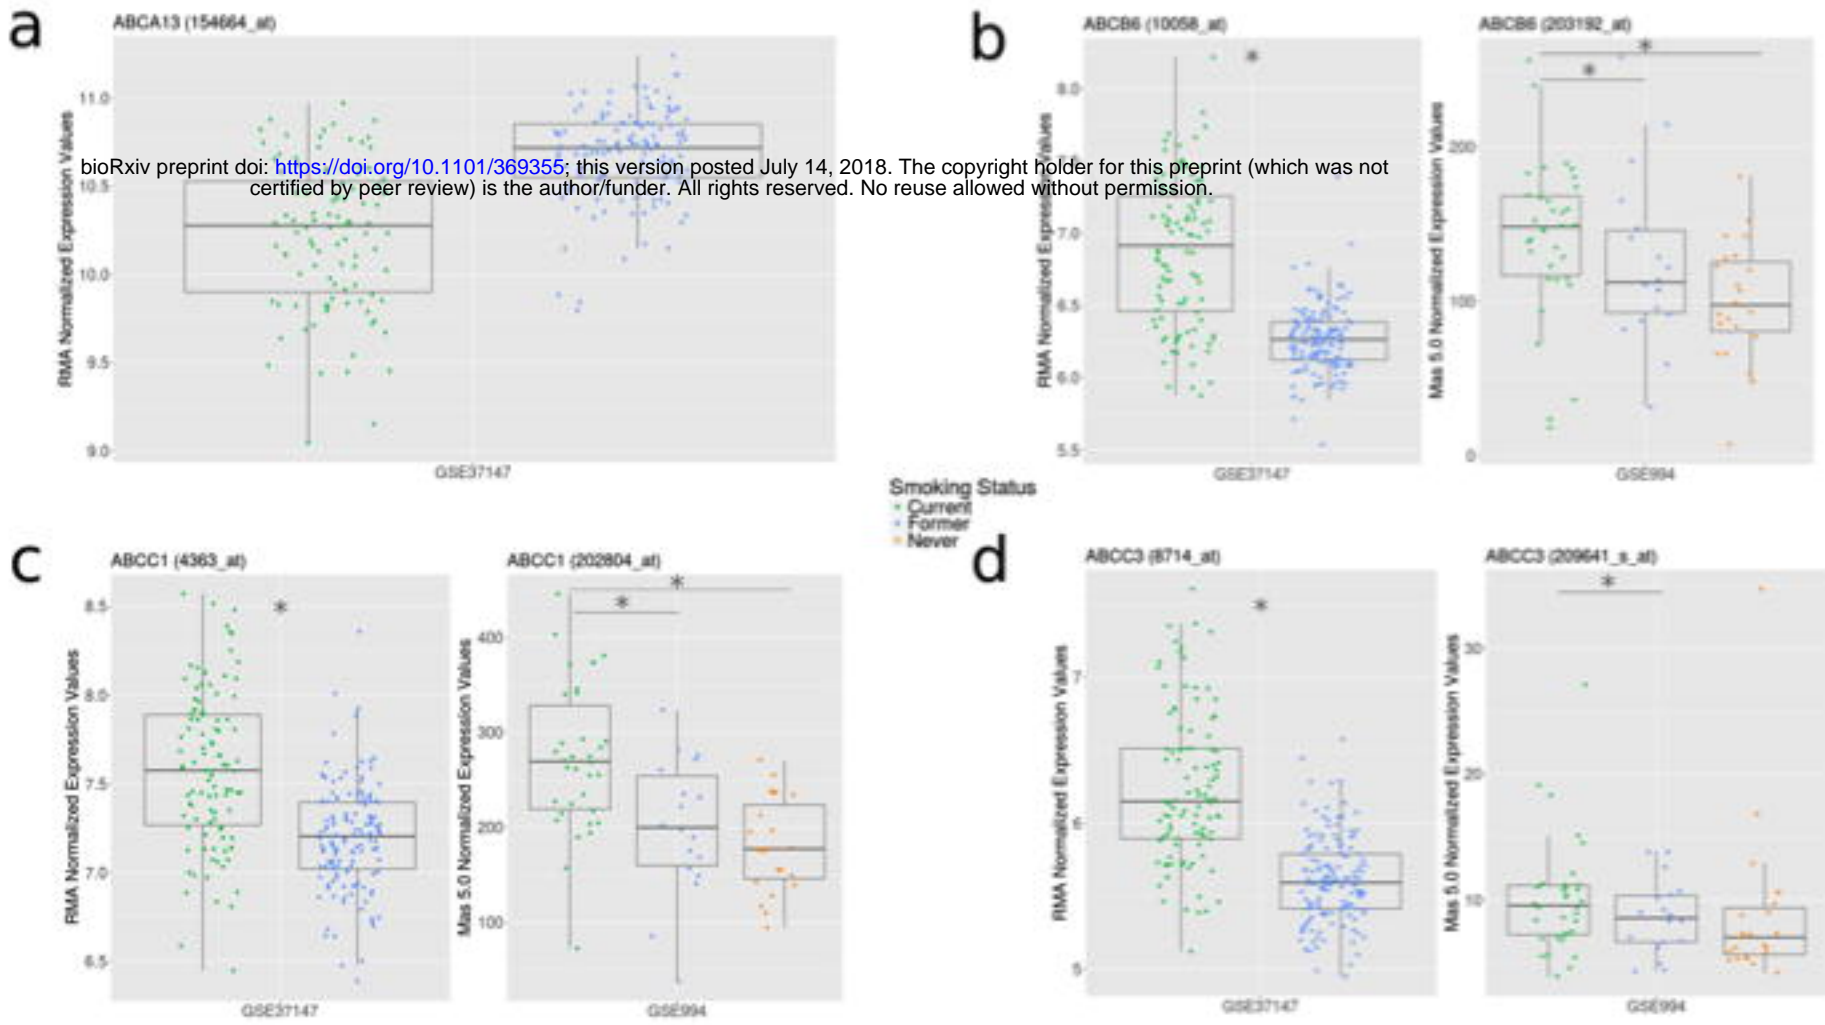 a
ABCA13 (154664_at)
RMA Normalized Expression Values
11.0
10.5
10.0
9.5
9.0
GSE37147
bioRxiv preprint doi: https://doi.org/10.1101/369355; this version posted July 14, 2018. The copyright holder for this preprint (which was not
certified by peer review) is the author/funder. All rights reserved. No reuse allowed without permission.
b
ABCB6 (10058_at)
*
RMA Normalized Expression Values
8.0
7.0
6.5
6.0
5.5
GSE37147
ABCB6 (203192_at)
*
*
Mas 5.0 Normalized Expression Values
200
100
0
GSE994
Smoking Status
Current
Former
Never
c
ABCC1 (4363_at)
*
RMA Normalized Expression Values
8.5
8.0
7.5
7.0
6.5
GSE37147
ABCC1 (202804_at)
*
*
Mas 5.0 Normalized Expression Values
400
300
200
100
GSE994
d
ABCC3 (8714_at)
*
RMA Normalized Expression Values
7
6
5
GSE37147
ABCC3 (209641_s_at)
*
Mas 5.0 Normalized Expression Values
30
20
10
GSE994